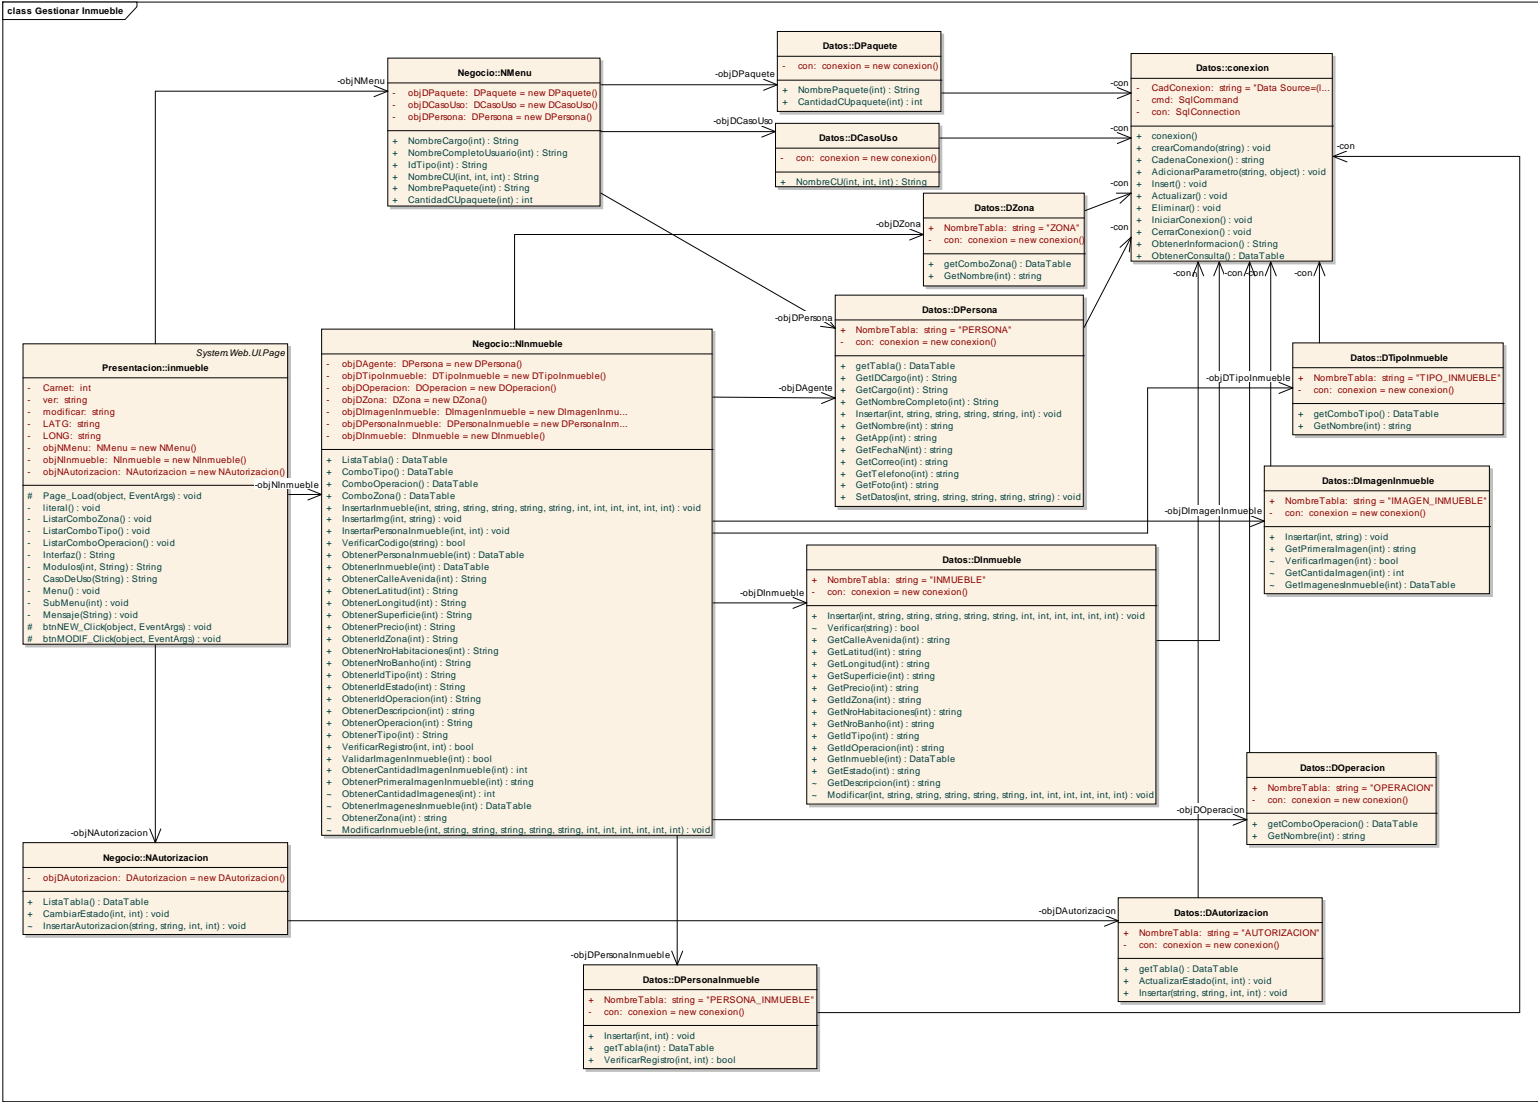 class Gestionar Inmueble
Negocio::NMenu
- objDPaquete: DPaquete = new DPaquete()
- objDCasoUso: DCasoUso = new DCasoUso()
- objDPersona: DPersona = new DPersona()
+ NombreCargo(int) : String
+ NombreCompletoUsuario(int) : String
+ IdTipo(int) : String
+ NombreCU(int, int, int) : String
+ NombrePaquete(int) : String
+ CantidadCUpaquete(int) : int
-objNMenu
-objDPaquete
Datos::DPaquete
- con: conexion = new conexion()
+ NombrePaquete(int) : String
+ CantidadCUpaquete(int) : int
-con
-objDCasoUso
Datos::DCasoUso
- con: conexion = new conexion()
+ NombreCU(int, int, int) : String
-con
Datos::conexion
- CadConexion: string = "Data Source=(l...
- cmd: SqlCommand
- con: SqlConnection
+ conexion()
+ crearComando(string) : void
+ CadenaConexion() : string
+ AdicionarParametro(string, object) : void
+ Insert() : void
+ Actualizar() : void
+ Eliminar() : void
+ IniciarConexion() : void
+ CerrarConexion() : void
+ ObtenerInformacion() : String
+ ObtenerConsulta() : DataTable
-con
-objDZona
Datos::DZona
+ NombreTabla: string = "ZONA"
- con: conexion = new conexion()
+ getComboZona() : DataTable
+ GetNombre(int) : string
-con
-con
-con
-con
-con
-con
-objDPersona
-objDAgente
Datos::DPersona
+ NombreTabla: string = "PERSONA"
- con: conexion = new conexion()
+ getTabla() : DataTable
+ GetIDCargo(int) : String
+ GetCargo(int) : String
+ GetNombreCompleto(int) : String
+ Insertar(int, string, string, string, string, int) : void
+ GetNombre(int) : string
+ GetApp(int) : string
+ GetFechaN(int) : string
+ GetCorreo(int) : string
+ GetTelefono(int) : string
+ GetFoto(int) : string
+ SetDatos(int, string, string, string, string, string) : void
System.Web.UI.Page
Presentacion::inmueble
- Carnet: int
- ver: string
- modificar: string
- LATG: string
- LONG: string
- objNMenu: NMenu = new NMenu()
- objNInmueble: NInmueble = new NInmueble()
- objNAutorizacion: NAutorizacion = new NAutorizacion()
# Page_Load(object, EventArgs) : void
- literal() : void
- ListarComboZona() : void
- ListarComboTipo() : void
- ListarComboOperacion() : void
- Interfaz() : String
- Modulos(int, String) : String
- CasoDeUso(String) : String
- Menu() : void
- SubMenu(int) : void
- Mensaje(String) : void
# btnNEW_Click(object, EventArgs) : void
# btnMODIF_Click(object, EventArgs) : void
-objNInmueble
Negocio::NInmueble
- objDAgente: DPersona = new DPersona()
- objDTipoInmueble: DTipoInmueble = new DTipoInmueble()
- objDOperacion: DOperacion = new DOperacion()
- objDZona: DZona = new DZona()
- objDImagenInmueble: DImagenInmueble = new DImagenInmu...
- objDPersonaInmueble: DPersonaInmueble = new DPersonaInm...
- objDInmueble: DInmueble = new DInmueble()
+ ListaTabla() : DataTable
+ ComboTipo() : DataTable
+ ComboOperacion() : DataTable
+ ComboZona() : DataTable
+ InsertarInmueble(int, string, string, string, string, string, int, int, int, int, int, int) : void
+ InsertarImg(int, string) : void
+ InsertarPersonaInmueble(int, int) : void
+ VerificarCodigo(string) : bool
+ ObtenerPersonaInmueble(int) : DataTable
+ ObtenerInmueble(int) : DataTable
+ ObtenerCalleAvenida(int) : String
+ ObtenerLatitud(int) : String
+ ObtenerLongitud(int) : String
+ ObtenerSuperficie(int) : String
+ ObtenerPrecio(int) : String
+ ObtenerIdZona(int) : String
+ ObtenerNroHabitaciones(int) : String
+ ObtenerNroBanho(int) : String
+ ObtenerIdTipo(int) : String
+ ObtenerIdEstado(int) : String
+ ObtenerIdOperacion(int) : String
+ ObtenerDescripcion(int) : string
+ ObtenerOperacion(int) : String
+ ObtenerTipo(int) : String
+ VerificarRegistro(int, int) : bool
+ ValidarImagenInmueble(int) : bool
+ ObtenerCantidadImagenInmueble(int) : int
+ ObtenerPrimeraImagenInmueble(int) : string
~ ObtenerCantidadImagenes(int) : int
~ ObtenerImagenesInmueble(int) : DataTable
~ ObtenerZona(int) : string
~ ModificarInmueble(int, string, string, string, string, string, int, int, int, int, int, int) : void
-objDTipoInmueble
Datos::DTipoInmueble
+ NombreTabla: string = "TIPO_INMUEBLE"
- con: conexion = new conexion()
+ getComboTipo() : DataTable
+ GetNombre(int) : string
-objDImagenInmueble
Datos::DImagenInmueble
+ NombreTabla: string = "IMAGEN_INMUEBLE"
- con: conexion = new conexion()
+ Insertar(int, string) : void
+ GetPrimeraImagen(int) : string
~ VerificarImagen(int) : bool
~ GetCantidaImagen(int) : int
~ GetImagenesInmueble(int) : DataTable
-objDInmueble
Datos::DInmueble
+ NombreTabla: string = "INMUEBLE"
- con: conexion = new conexion()
+ Insertar(int, string, string, string, string, string, int, int, int, int, int, int) : void
~ Verificar(string) : bool
+ GetCalleAvenida(int) : string
+ GetLatitud(int) : string
+ GetLongitud(int) : string
+ GetSuperficie(int) : string
+ GetPrecio(int) : string
+ GetIdZona(int) : string
+ GetNroHabitaciones(int) : string
+ GetNroBanho(int) : string
+ GetIdTipo(int) : string
+ GetIdOperacion(int) : string
+ GetInmueble(int) : DataTable
+ GetEstado(int) : string
~ GetDescripcion(int) : string
~ Modificar(int, string, string, string, string, string, int, int, int, int, int, int) : void
-objDOperacion
Datos::DOperacion
+ NombreTabla: string = "OPERACION"
- con: conexion = new conexion()
+ getComboOperacion() : DataTable
+ GetNombre(int) : string
-objNAutorizacion
Negocio::NAutorizacion
- objDAutorizacion: DAutorizacion = new DAutorizacion()
+ ListaTabla() : DataTable
+ CambiarEstado(int, int) : void
~ InsertarAutorizacion(string, string, int, int) : void
-objDAutorizacion
Datos::DAutorizacion
+ NombreTabla: string = "AUTORIZACION"
- con: conexion = new conexion()
+ getTabla() : DataTable
+ ActualizarEstado(int, int) : void
+ Insertar(string, string, int, int) : void
-objDPersonaInmueble
Datos::DPersonaInmueble
+ NombreTabla: string = "PERSONA_INMUEBLE"
- con: conexion = new conexion()
+ Insertar(int, int) : void
+ getTabla(int) : DataTable
+ VerificarRegistro(int, int) : bool